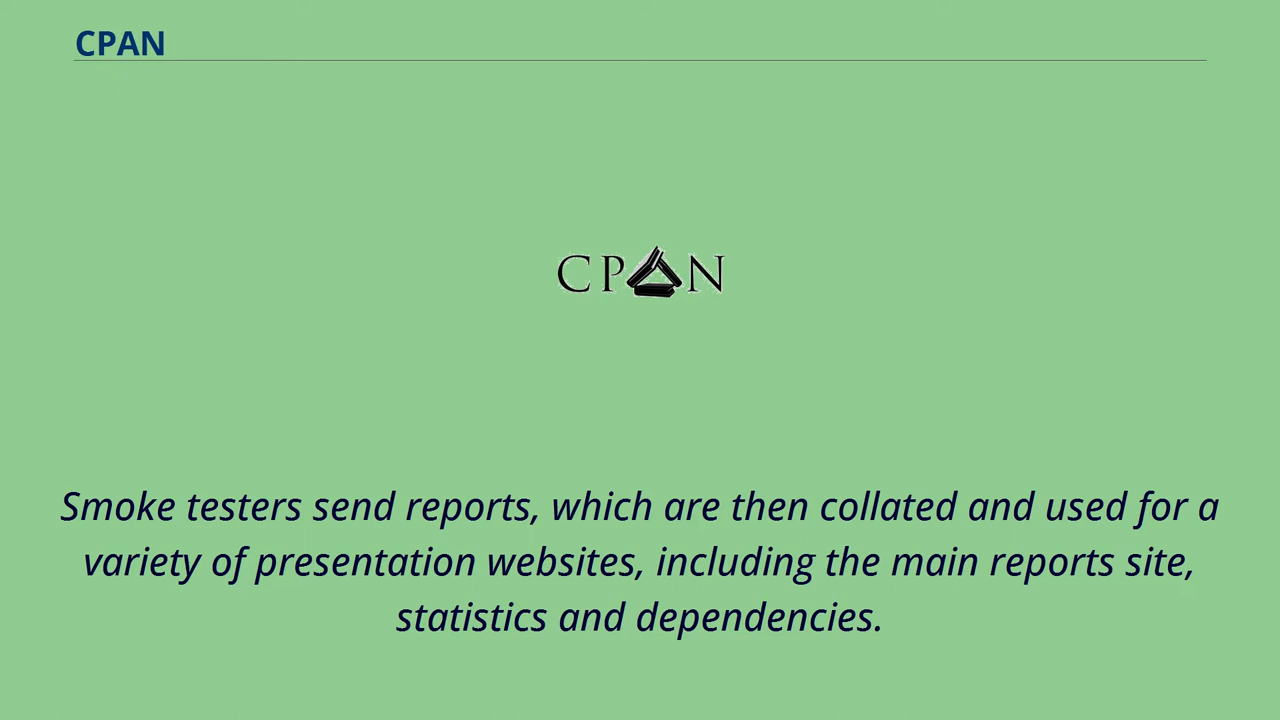 CPAN
CPAN
Smoke testers send reports, which are then collated and used for a
variety of presentation websites, including the main reports site,
statistics and dependencies.